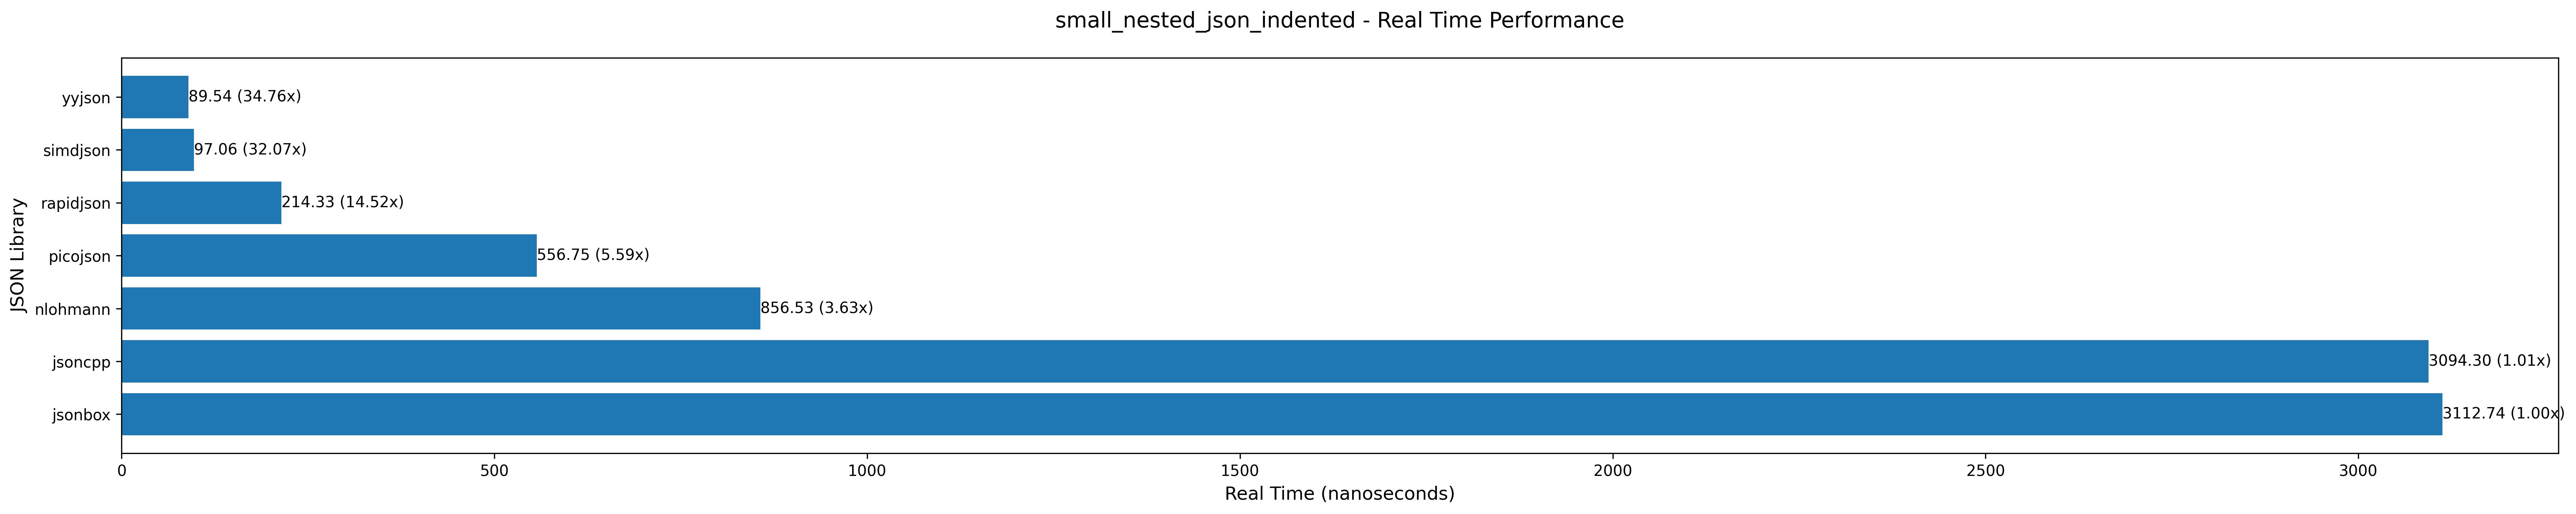 small_nested_json_indented - Real Time Performance
JSON Library
yyjson
89.54 (34.76x)
simdjson
97.06 (32.07x)
rapidjson
214.33 (14.52x)
picojson
556.75 (5.59x)
nlohmann
856.53 (3.63x)
jsoncpp
3094.30 (1.01x)
jsonbox
3112.74 (1.00x)
0 500 1000 1500 2000 2500 3000
Real Time (nanoseconds)